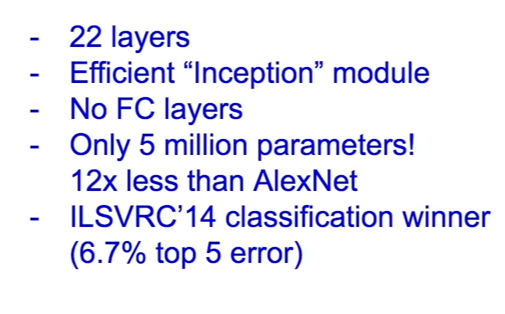 - 22 layers
- Efficient “Inception” module
- No FC layers
- Only 5 million parameters!
12x less than AlexNet
- ILSVRC’14 classification winner
(6.7% top 5 error)